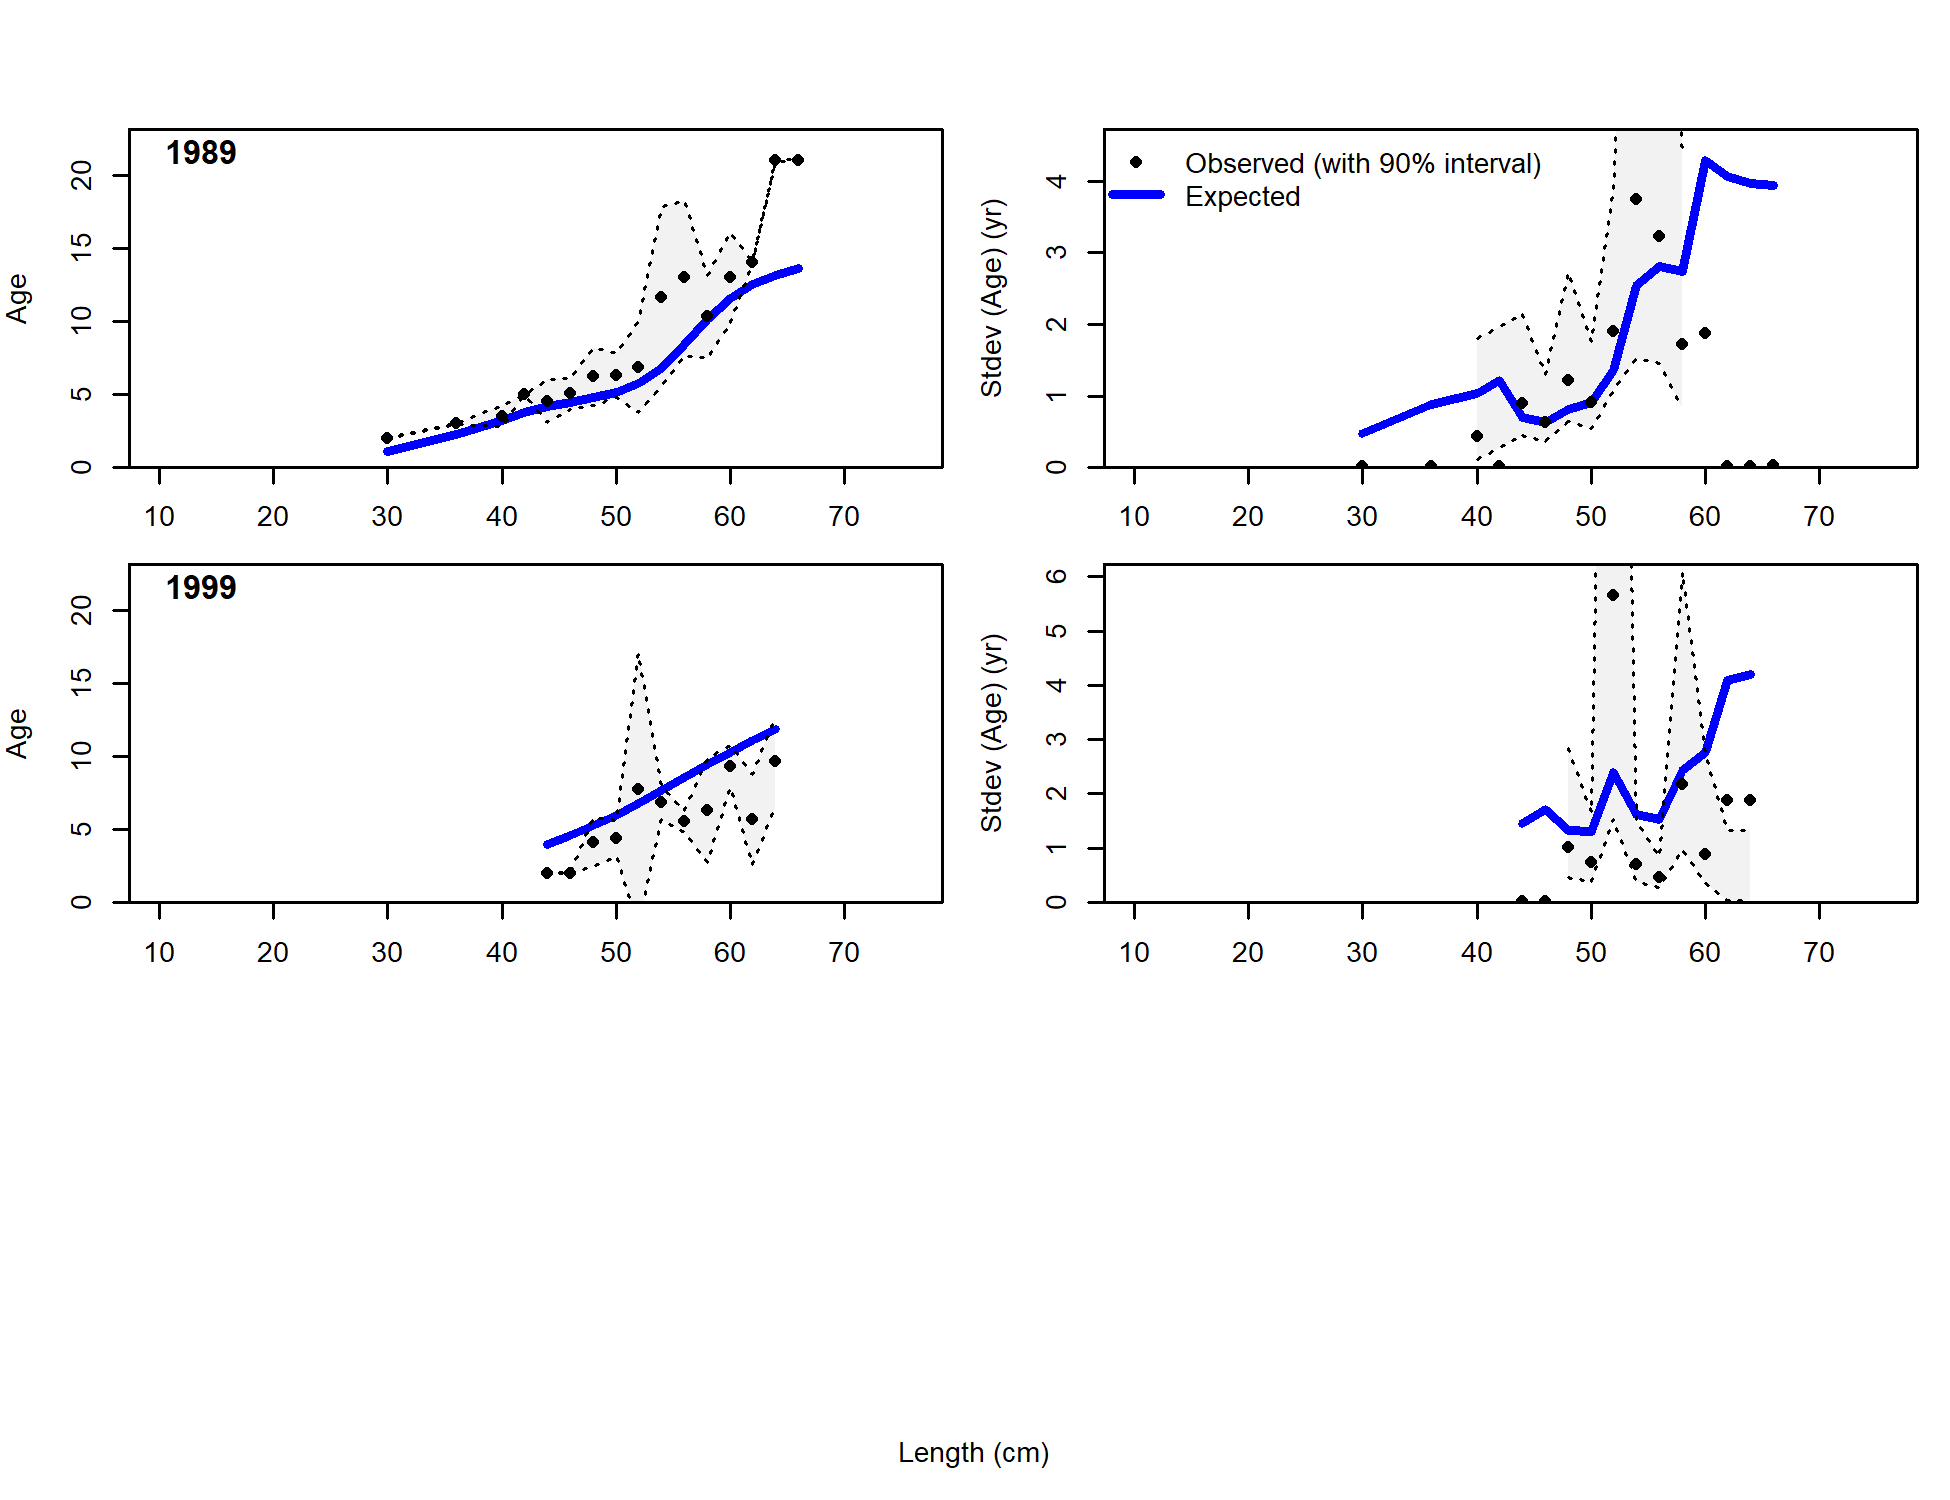 1989
Age
0 5 10 15 20
10 20 30 40 50 60 70
Observed (with 90% interval)
Expected
Stdev (Age) (yr)
0 1 2 3 4
10 20 30 40 50 60 70
1999
Age
0 5 10 15 20
10 20 30 40 50 60 70
Stdev (Age) (yr)
0 1 2 3 4 5 6
10 20 30 40 50 60 70
Length (cm)